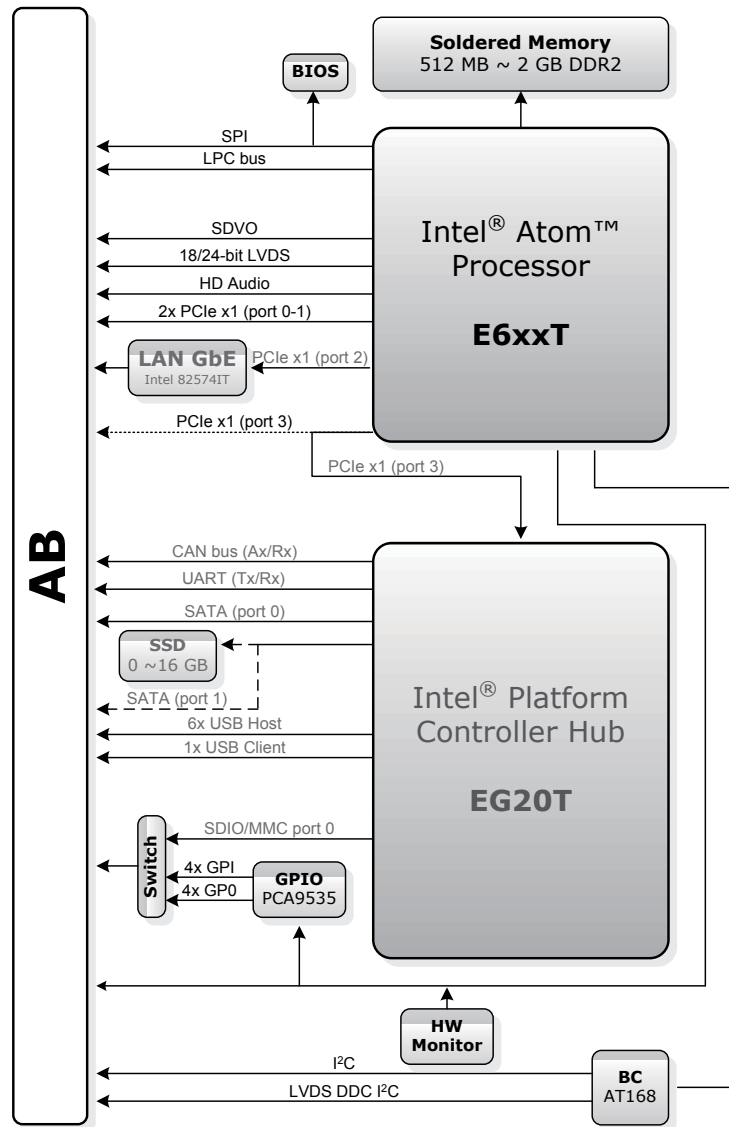 Soldered Memory
512 MB ~ 2 GB DDR2
BIOS
SPI
LPC bus
Intel® Atom™
Processor
E6xxT
SDVO
18/24-bit LVDS
HD Audio
2x PCIe x1 (port 0-1)
LAN GbE
Intel 82574IT
PCIe x1 (port 2)
PCIe x1 (port 3)
PCIe x1 (port 3)
AB
CAN bus (Ax/Rx)
UART (Tx/Rx)
SATA (port 0)
SSD
0 ~16 GB
SATA (port 1)
6x USB Host
1x USB Client
Intel® Platform
Controller Hub
EG20T
SDIO/MMC port 0
Switch
4x GPI
4x GP0
GPIO
PCA9535
HW
Monitor
I²C
LVDS DDC I²C
BC
AT168